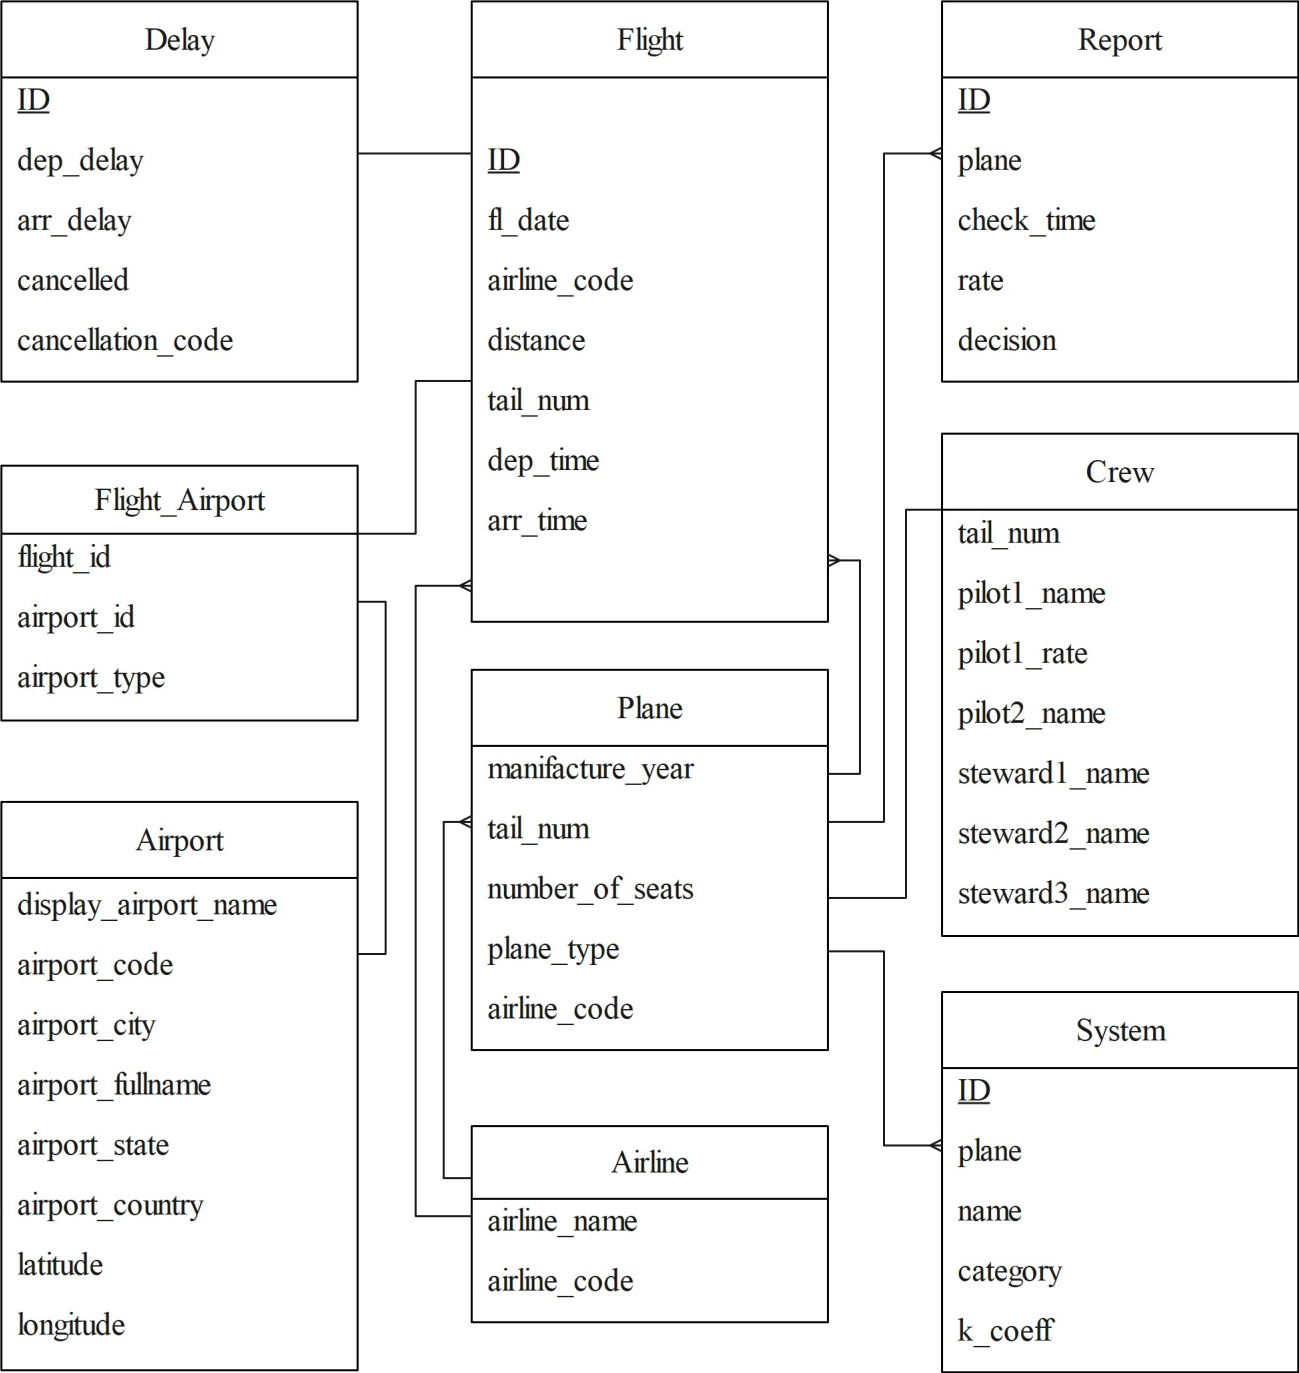 Delay
ID
dep_delay
arr_delay
cancelled
cancellation_code
Flight
ID
fl_date
airline_code
distance
tail_num
dep_time
arr_time
Report
ID
plane
check_time
rate
decision
Flight_Airport
flight_id
airport_id
airport_type
Crew
tail_num
pilot1_name
pilot1_rate
pilot2_name
steward1_name
steward2_name
steward3_name
Plane
manifacture_year
tail_num
number_of_seats
plane_type
airline_code
Airport
display_airport_name
airport_code
airport_city
airport_fullname
airport_state
airport_country
latitude
longitude
Airline
airline_name
airline_code
System
ID
plane
name
category
k_coeff